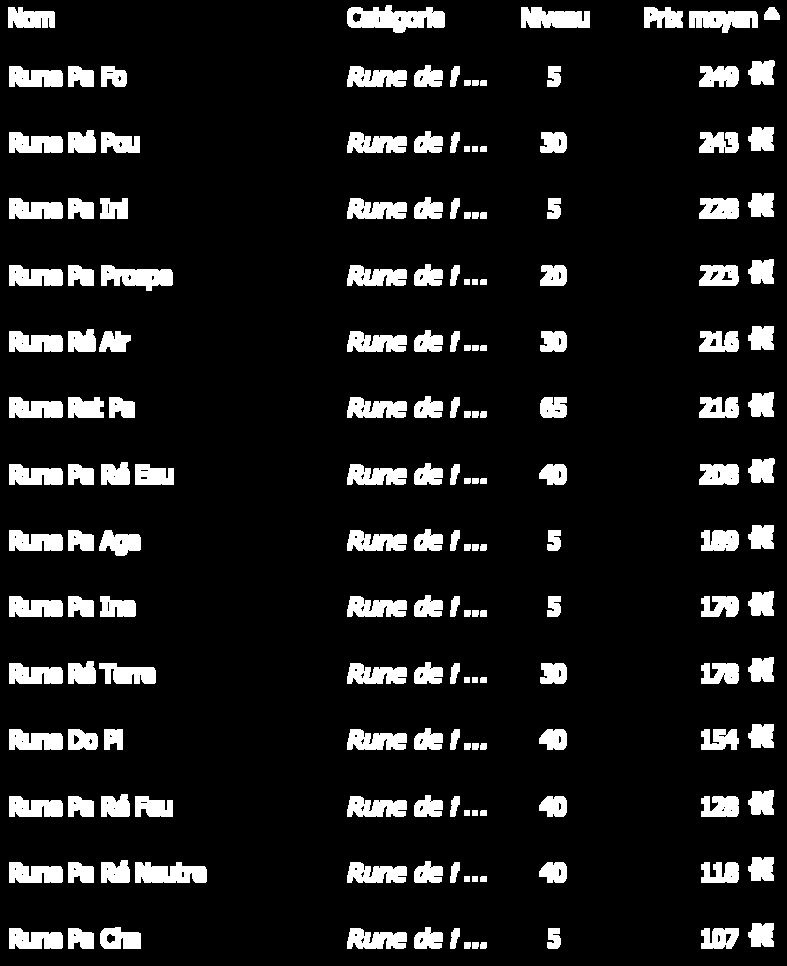 Nom Catégorie Niveau Prix moyen
Rune Pa Fo Rune de f ... 5 249
Rune Ré Pou Rune de f ... 30 243
Rune Pa Ini Rune de f ... 5 228
Rune Pa Prospe Rune de f ... 20 223
Rune Ré Air Rune de f ... 30 216
Rune Ret Pa Rune de f ... 65 216
Rune Pa Ré Eau Rune de f ... 40 208
Rune Pa Age Rune de f ... 5 189
Rune Pa Ine Rune de f ... 5 179
Rune Ré Terre Rune de f ... 30 178
Rune Do Pi Rune de f ... 40 154
Rune Pa Ré Feu Rune de f ... 40 128
Rune Pa Ré Neutre Rune de f ... 40 118
Rune Pa Cha Rune de f ... 5 107